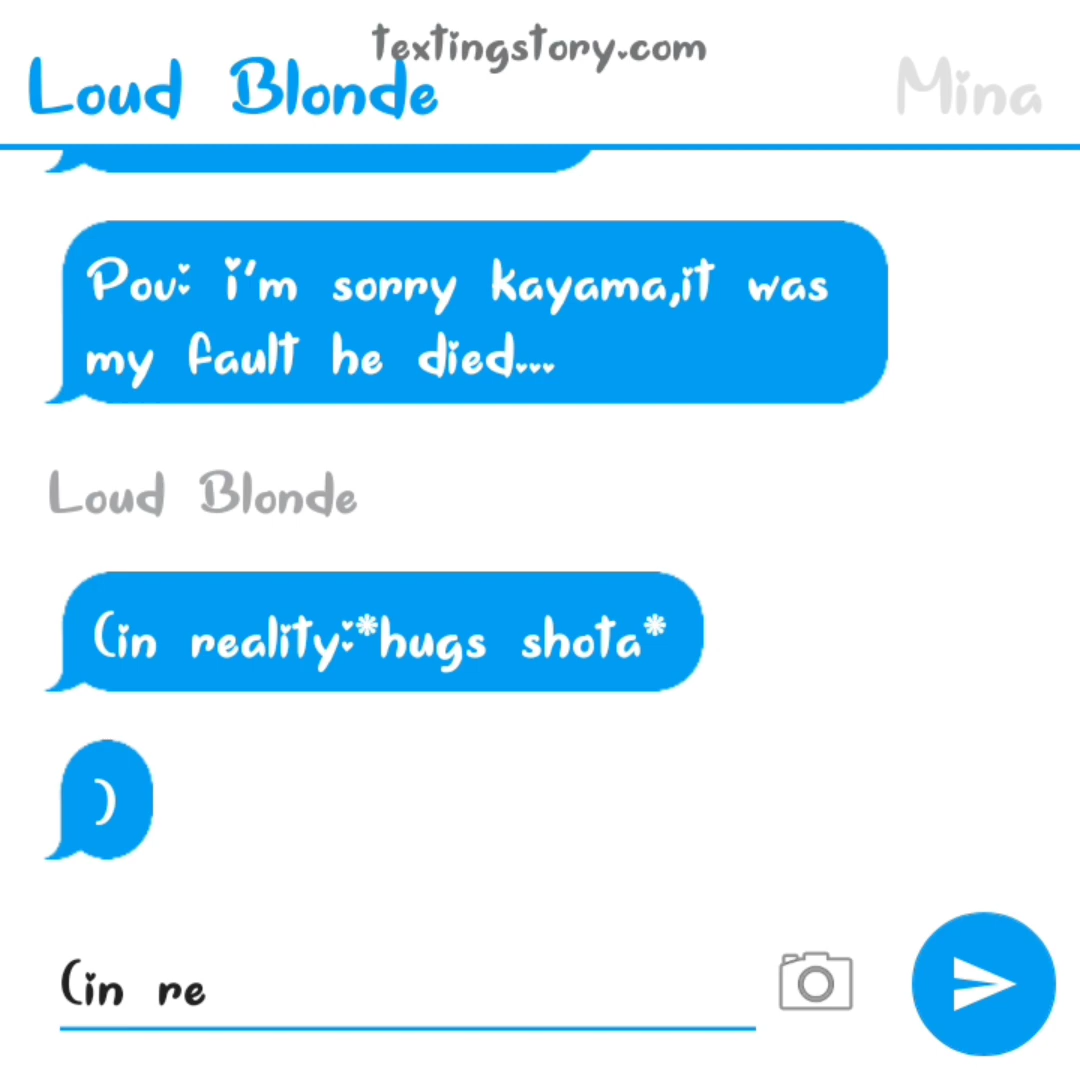 textingstory.com
Loud Blonde
Mina
Pov: i'm sorry kayama,it was
my fault he died...
Loud Blonde
(in reality:*hugs shota*
)
(in re